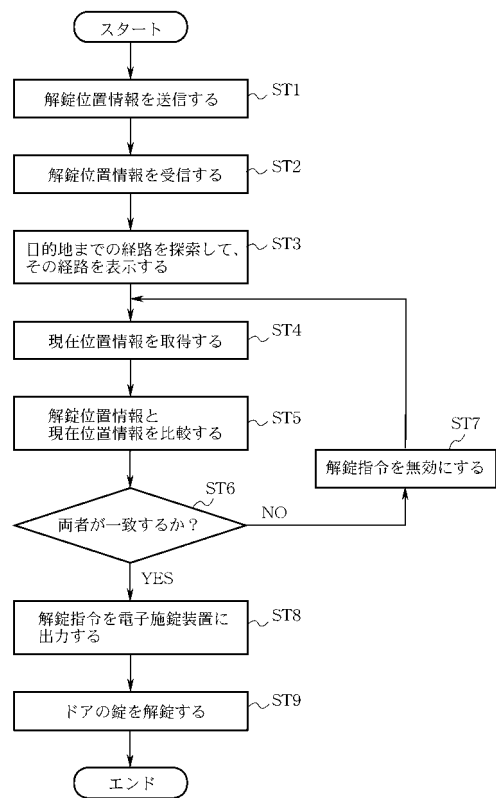 スタート
解錠位置情報を送信する
ST1
解錠位置情報を受信する
ST2
目的地までの経路を探索して、
その経路を表示する
ST3
現在位置情報を取得する
ST4
解錠位置情報と
現在位置情報を比較する
ST5
ST7
解錠指令を無効にする
ST6
両者が一致するか?
NO
YES
解錠指令を電子施錠装置に
出力する
ST8
ドアの錠を解錠する
ST9
エンド